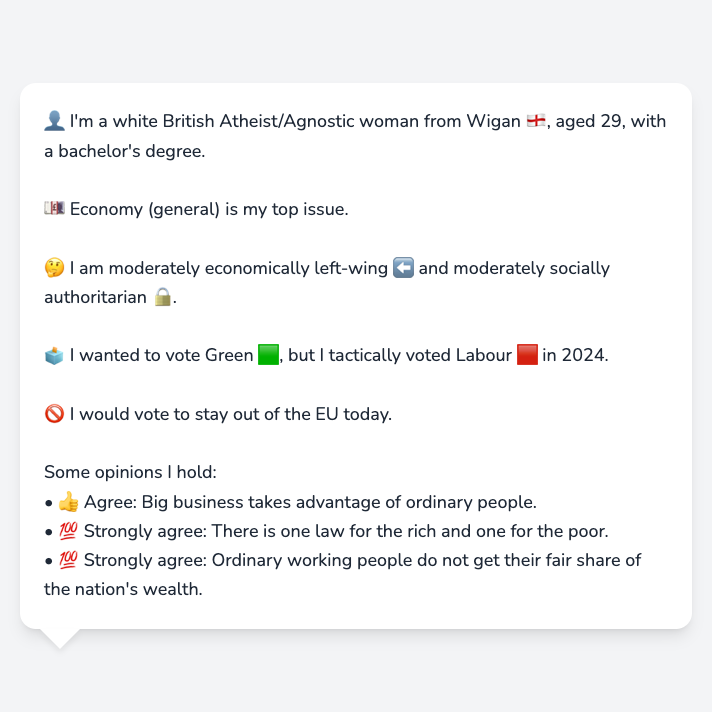 👤 I'm a white British Atheist/Agnostic woman from Wigan 🏴󠁧󠁢󠁥󠁮󠁧󠁿, aged 29, with
a bachelor's degree.
💷 Economy (general) is my top issue.
🤔 I am moderately economically left-wing ⬅️ and moderately socially
authoritarian 🔒.
🗳️ I wanted to vote Green 🟩, but I tactically voted Labour 🟥 in 2024.
🚫 I would vote to stay out of the EU today.
Some opinions I hold:
• 👍 Agree: Big business takes advantage of ordinary people.
• 💯 Strongly agree: There is one law for the rich and one for the poor.
• 💯 Strongly agree: Ordinary working people do not get their fair share of
the nation's wealth.